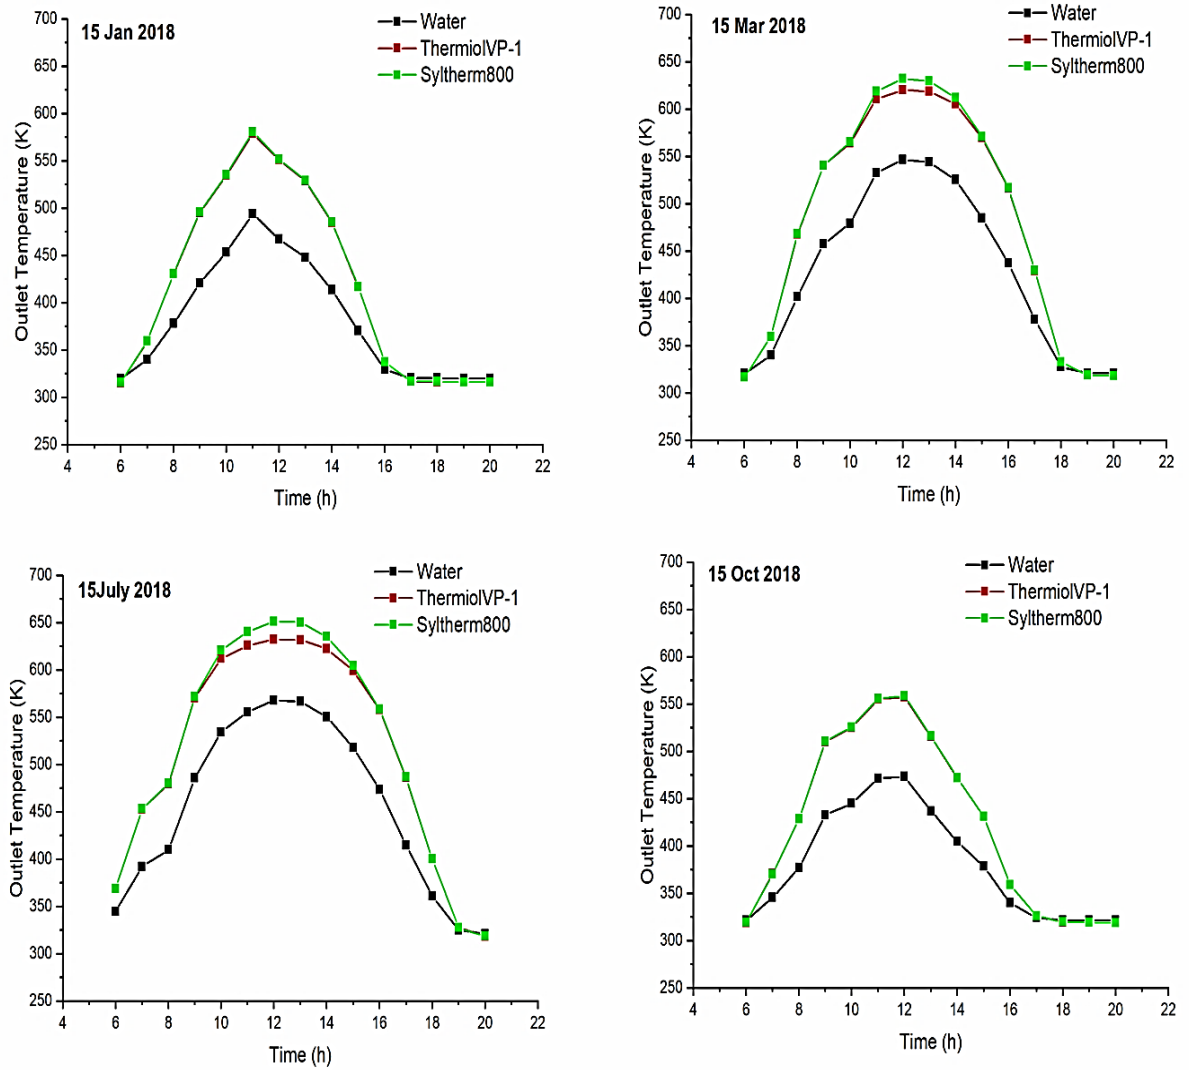 15 Jan 2018
Water
ThermiolVP-1
Syltherm800
Outlet Temperature (K)
700
650
600
550
500
450
400
350
300
250
4 6 8 10 12 14 16 18 20 22
Time (h)
15 Mar 2018
Water
ThermiolVP-1
Syltherm800
Outlet Temperature (K)
700
650
600
550
500
450
400
350
300
250
4 6 8 10 12 14 16 18 20 22
Time (h)
15July 2018
Water
ThermiolVP-1
Syltherm800
Outlet Temperature (K)
700
650
600
550
500
450
400
350
300
250
4 6 8 10 12 14 16 18 20 22
Time (h)
15 Oct 2018
Water
ThermiolVP-1
Syltherm800
Outlet Temperature (K)
700
650
600
550
500
450
400
350
300
250
4 6 8 10 12 14 16 18 20 22
Time (h)